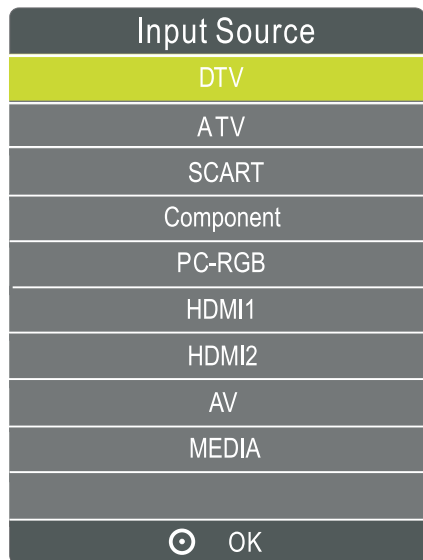 Input Source
DTV
ATV
SCART
Component
PC-RGB
HDMI1
HDMI2
AV
MEDIA
OK